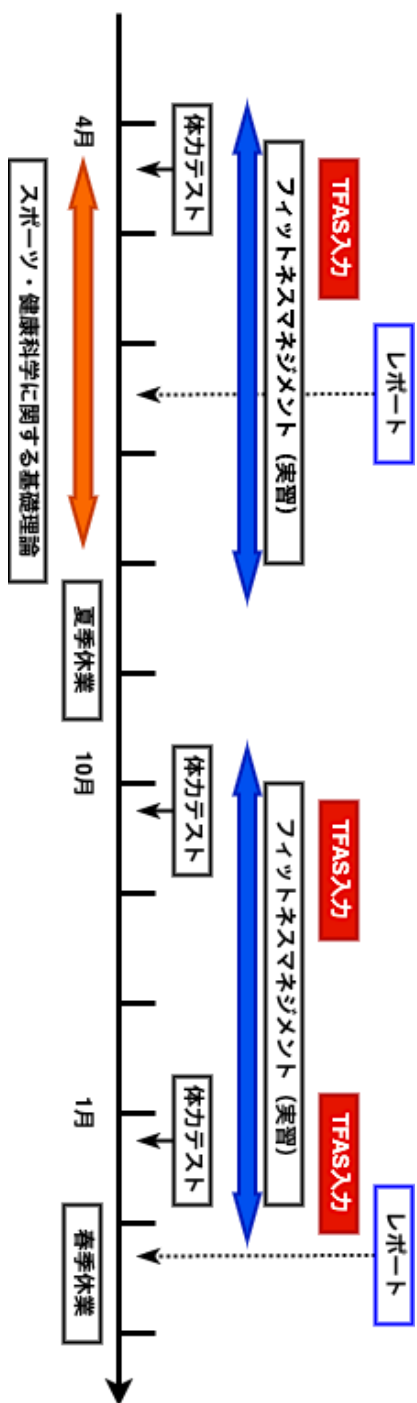 レポート
レポート
TFAS入力
TFAS入力
TFAS入力
フィットネスマネジメント（実習）
フィットネスマネジメント（実習）
体力テスト
体力テスト
体力テスト
4月
10月
1月
夏季休業
春季休業
スポーツ・健康科学に関する基礎理論